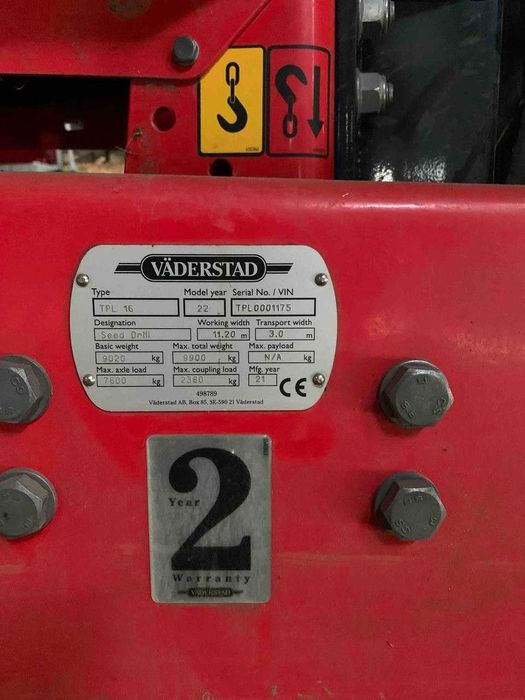 VÄDERSTAD
Type Model year Serial No. / VIN
TPL 16 22 TPL0001175
Designation Working width Transport width
Seed Drill 11.20 m 3.0 m
Basic weight Max. total weight Max. payload
9020 kg 9900 kg N/A kg
Max. axle load Max. coupling load Mfg. year
7600 kg 2380 kg 21 CE
498789
Väderstad AB, Box 85, SE-590 21 Väderstad
2
Year
Warranty
VÄDERSTAD